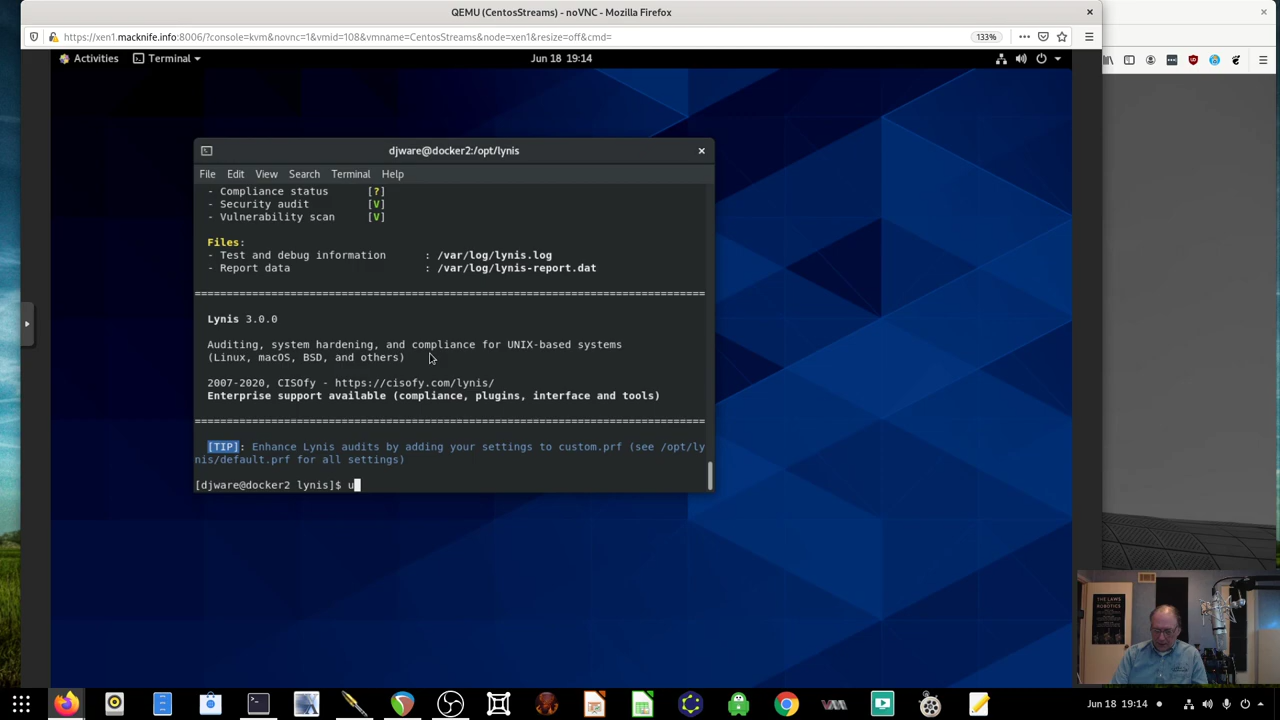 QEMU (CentosStreams) - noVNC - Mozilla Firefox
https://xen1.macknife.info:8006/?console=kvm&novnc=1&vmid=108&vmname=CentosStreams&node=xen1&resize=off&cmd=
133%
Activities
Terminal
Jun 18 19:14
djware@docker2:/opt/lynis
File Edit View Search Terminal Help
- Compliance status [?]
- Security audit [V]
- Vulnerability scan [V]
Files:
- Test and debug information : /var/log/lynis.log
- Report data : /var/log/lynis-report.dat
================================================================================
Lynis 3.0.0
Auditing, system hardening, and compliance for UNIX-based systems
(Linux, macOS, BSD, and others)
2007-2020, CISOfy - https://cisofy.com/lynis/
Enterprise support available (compliance, plugins, interface and tools)
================================================================================
[TIP]: Enhance Lynis audits by adding your settings to custom.prf (see /opt/ly
nis/default.prf for all settings)
[djware@docker2 lynis]$ u
THE LAWS
ROBOTICS
Jun 18 19:14